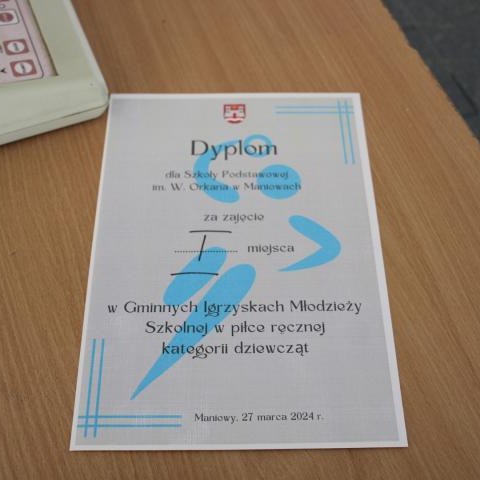 Dyplom
dla Szkoły Podstawowej
im. W. Orkana w Maniowach
za zajęcie
I miejsca
w Gminnych Igrzyskach Młodzieży
Szkolnej w piłce ręcznej
kategorii dziewcząt
Maniowy, 27 marca 2024 r.